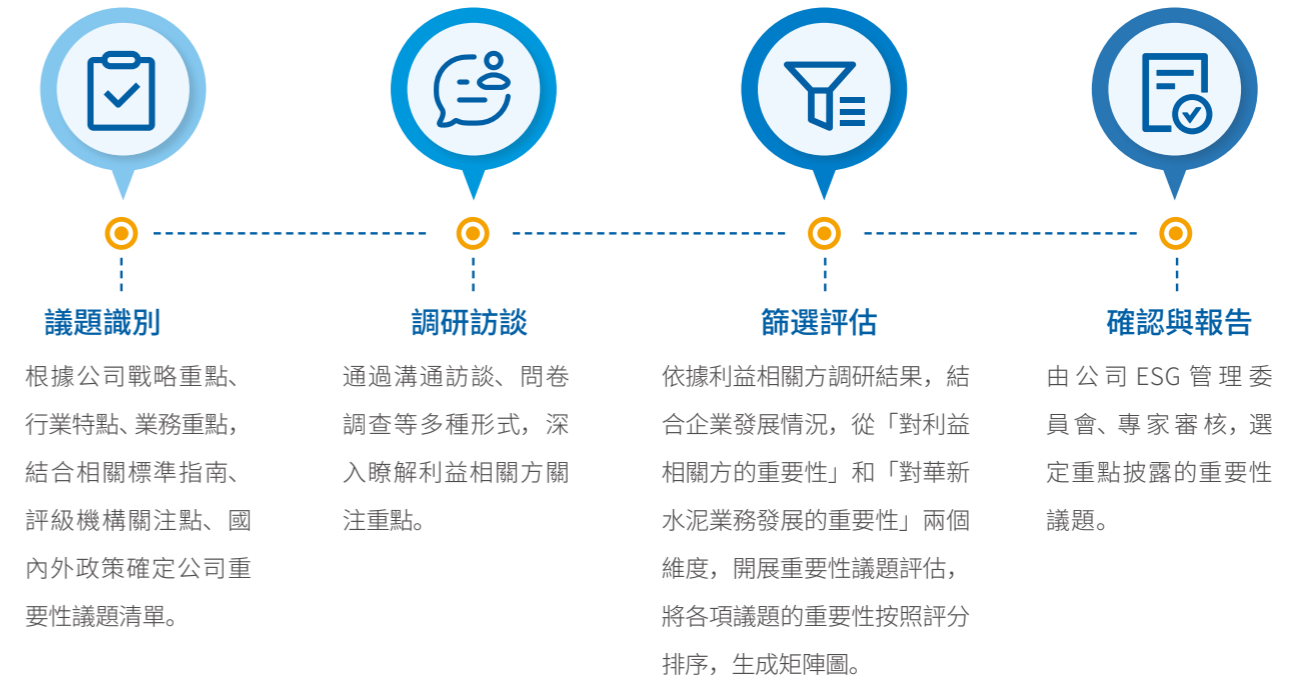 議題識別
根據公司戰略重點、
行業特點、業務重點，
結合相關標準指南、
評級機構關注點、國
內外政策確定公司重
要性議題清單。
調研訪談
通過溝通訪談、問卷
調查等多種形式，深
入瞭解利益相關方關
注重點。
篩選評估
依據利益相關方調研結果，結
合企業發展情況，從「對利益
相關方的重要性」和「對華新
水泥業務發展的重要性」兩個
維度，開展重要性議題評估，
將各項議題的重要性按照評分
排序，生成矩陣圖。
確認與報告
由公司 ESG 管理委
員會、專家審核，選
定重點披露的重要性
議題。